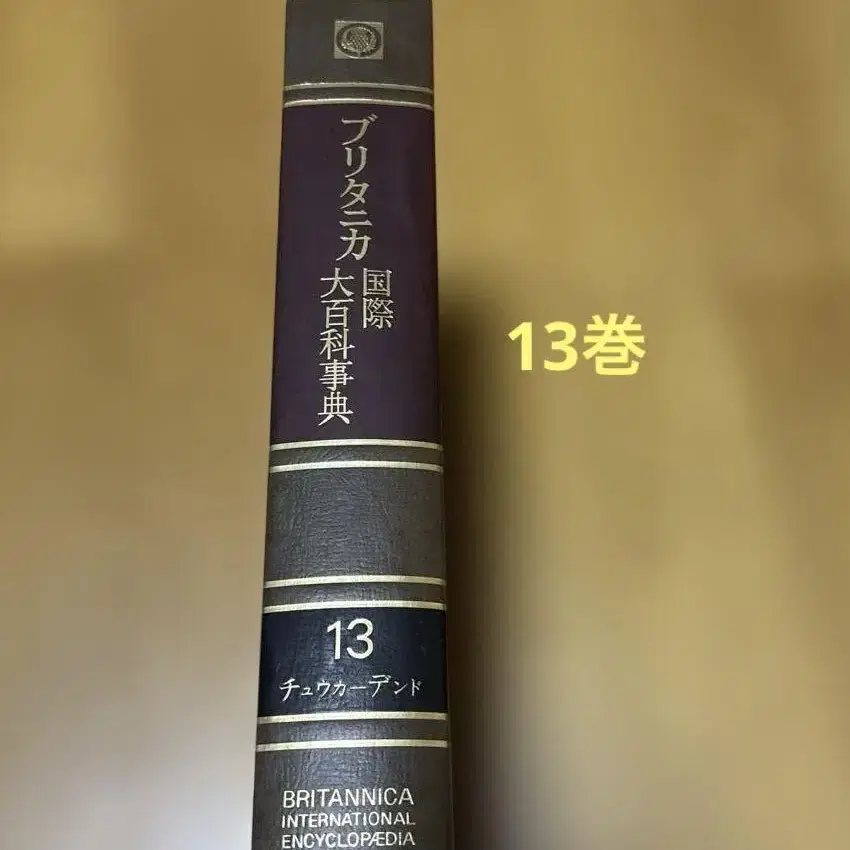 ブリタニカ
国際
大百科事典
13巻
13
チュウカーデンド
BRITANNICA
INTERNATIONAL
ENCYCLOPÆDIA